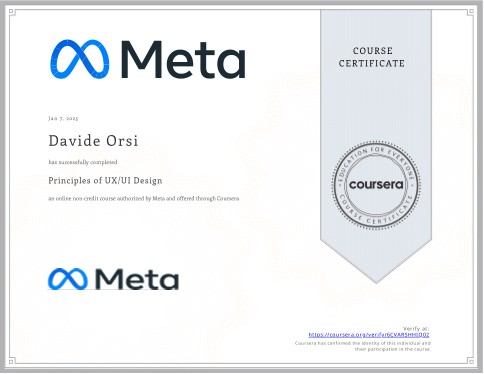 Meta
COURSE
CERTIFICATE
Jan 7, 2025
Davide Orsi
has successfully completed
Principles of UX/UI Design
an online non-credit course authorized by Meta and offered through Coursera
EDUCATION FOR EVERYONE
coursera
COURSE CERTIFICATE
Meta
Verify at:
https://coursera.org/verify/
Coursera has confirmed the identity of this individual and
their participation in the course.